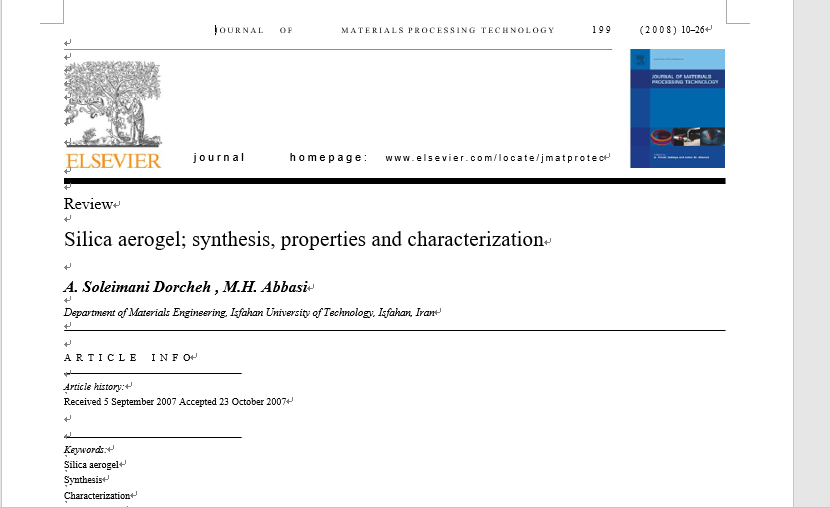 JOURNAL OF MATERIALS PROCESSING TECHNOLOGY 199 (2008) 10–26
JOURNAL OF MATERIALS
PROCESSING TECHNOLOGY
ELSEVIER
journal homepage: www.elsevier.com/locate/jmatprotec
Review
Silica aerogel; synthesis, properties and characterization
A. Soleimani Dorcheh , M.H. Abbasi
Department of Materials Engineering, Isfahan University of Technology, Isfahan, Iran
ARTICLE INFO
Article history:
Received 5 September 2007 Accepted 23 October 2007
Keywords:
Silica aerogel
Synthesis
Characterization